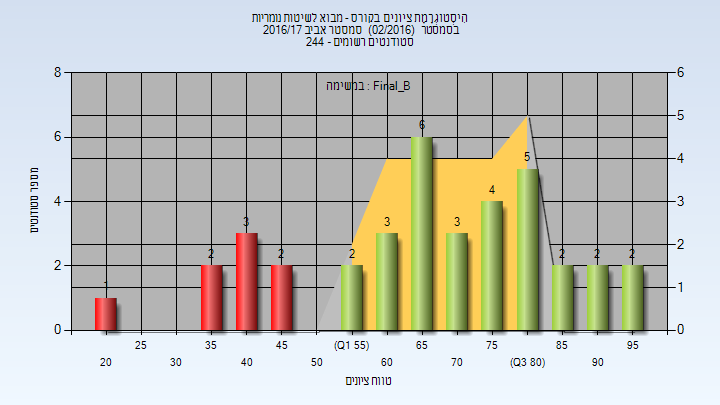 היסטוגרמת ציונים בקורס - מבוא לשיטות נומריות
בסמסטר (02/2016) סמסטר אביב 2016/17
סטודנטים רשומים - 244
במשימה : Final_B
8 6 4 2 0
מספר סטודנטים
6 5 4 3 2 1 0
1 2 3 2 2 3 6 3 4 5 2 2 2
25 35 45 (Q1 55) 65 75 85 95
20 30 40 50 60 70 (Q3 80) 90
טווח ציונים